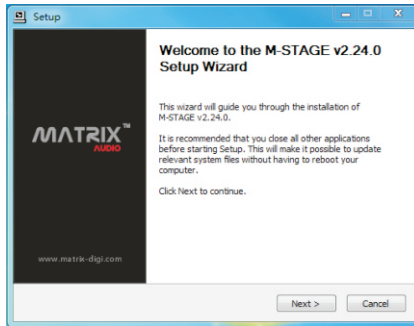 Setup
MATRIX™
AUDIO
www.matrix-digi.com
Welcome to the M-STAGE v2.24.0
Setup Wizard
This wizard will guide you through the installation of
M-STAGE v2.24.0.
It is recommended that you close all other applications
before starting Setup. This will make it possible to update
relevant system files without having to reboot your
computer.
Click Next to continue.
Next >
Cancel